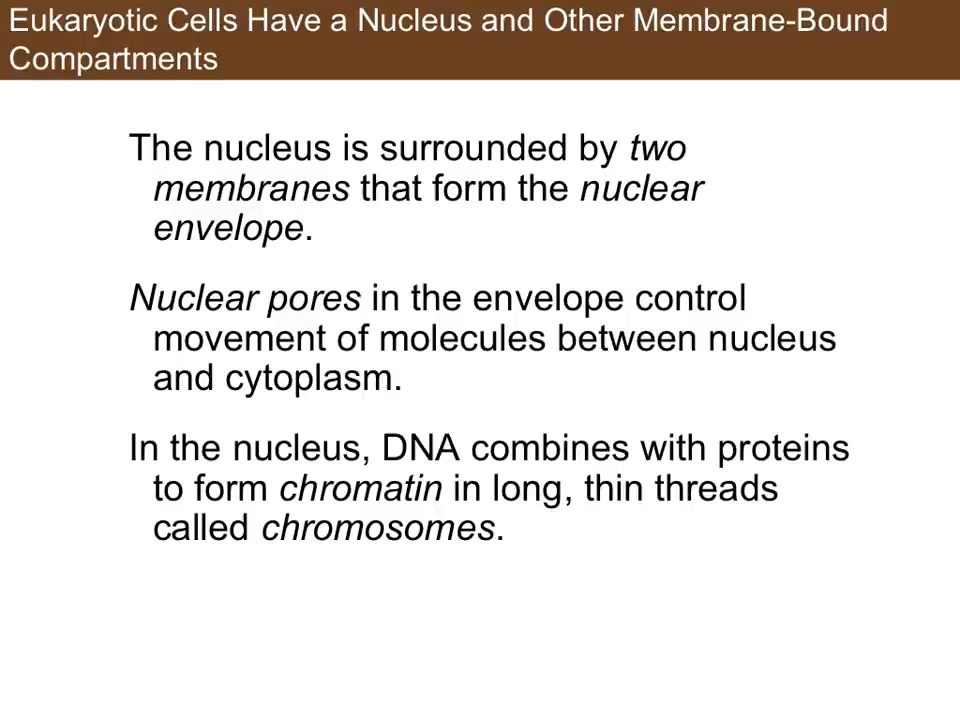 Eukaryotic Cells Have a Nucleus and Other Membrane-Bound
Compartments
The nucleus is surrounded by two
membranes that form the nuclear
envelope.
Nuclear pores in the envelope control
movement of molecules between nucleus
and cytoplasm.
In the nucleus, DNA combines with proteins
to form chromatin in long, thin threads
called chromosomes.